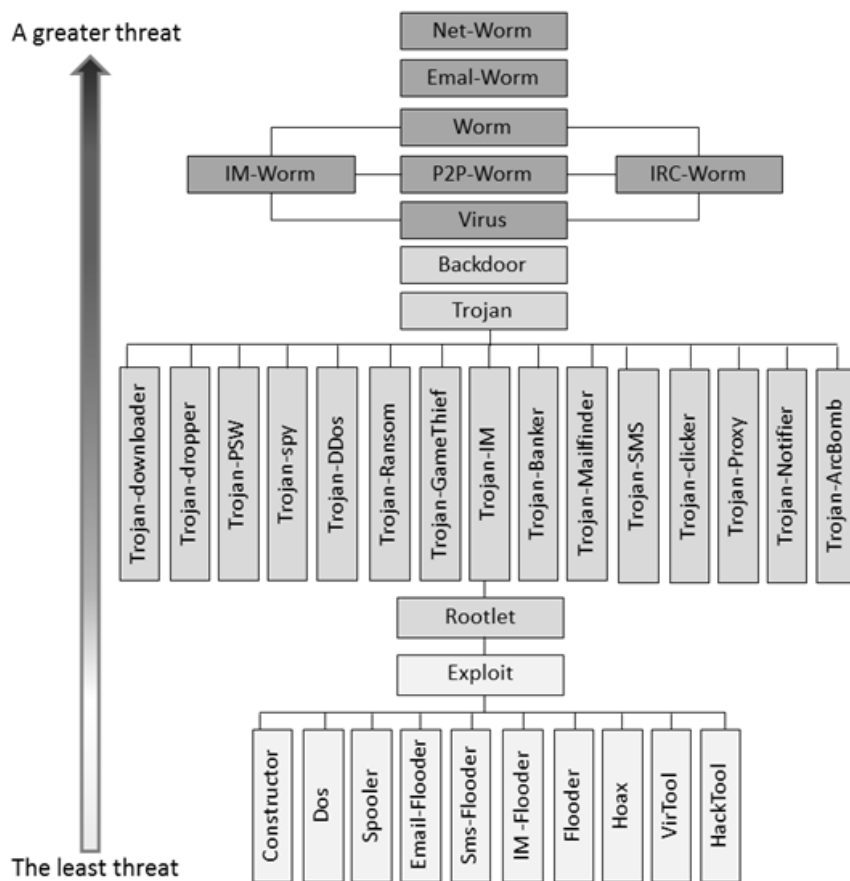 A greater threat
Net-Worm
Emal-Worm
Worm
IM-Worm
P2P-Worm
IRC-Worm
Virus
Backdoor
Trojan
Trojan-downloader
Trojan-dropper
Trojan-PSW
Trojan-spy
Trojan-DDos
Trojan-Ransom
Trojan-GameThief
Trojan-IM
Trojan-Banker
Trojan-Mailfinder
Trojan-SMS
Trojan-clicker
Trojan-Proxy
Trojan-Notifier
Trojan-ArcBomb
Rootlet
Exploit
Constructor
Dos
Spooler
Email-Flooder
Sms-Flooder
IM -Flooder
Flooder
Hoax
VirTool
HackTool
The least threat